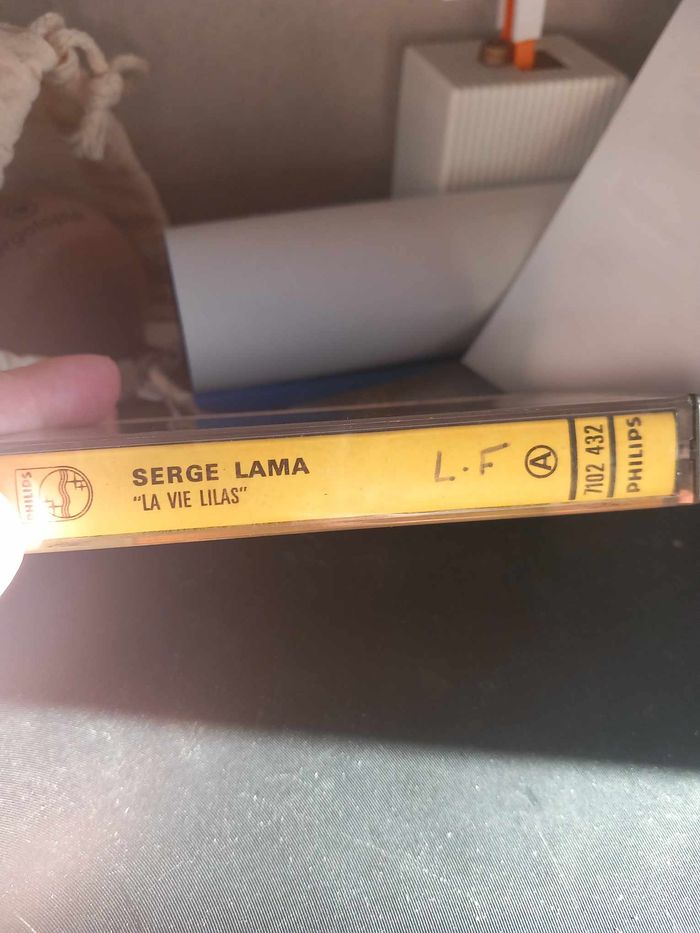 PHILIPS
SERGE LAMA
"LA VIE LILAS"
L.F
A
7102 432
PHILIPS